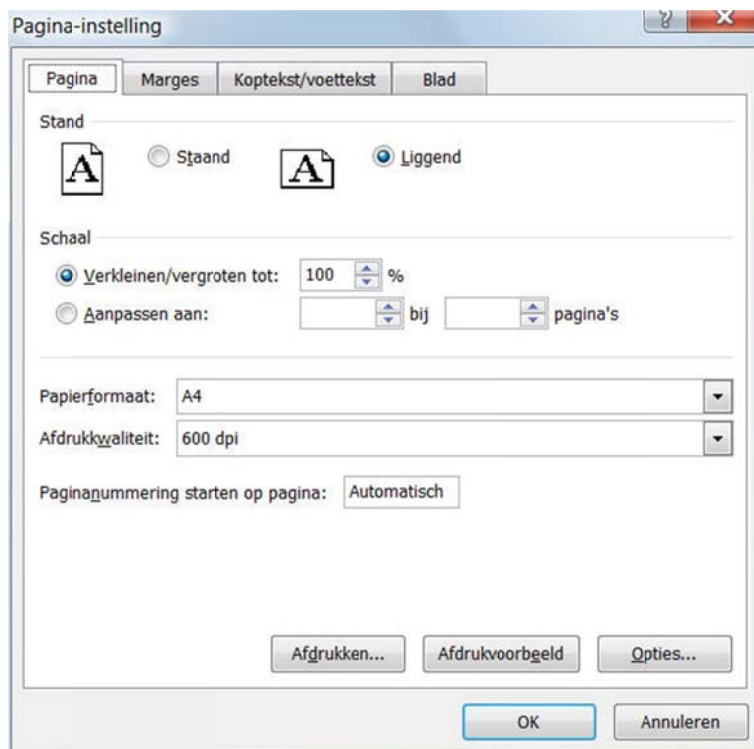 Pagina-instelling
Pagina Marges Koptekst/voettekst Blad
Stand
A Staand A Liggend
Schaal
Verkleinen/vergroten tot: 100 %
Aanpassen aan: bij pagina's
Papierformaat: A4
Afdrukkwaliteit: 600 dpi
Paginanummering starten op pagina: Automatisch
Afdrukken... Afdrukvoorbeeld Opties...
OK Annuleren